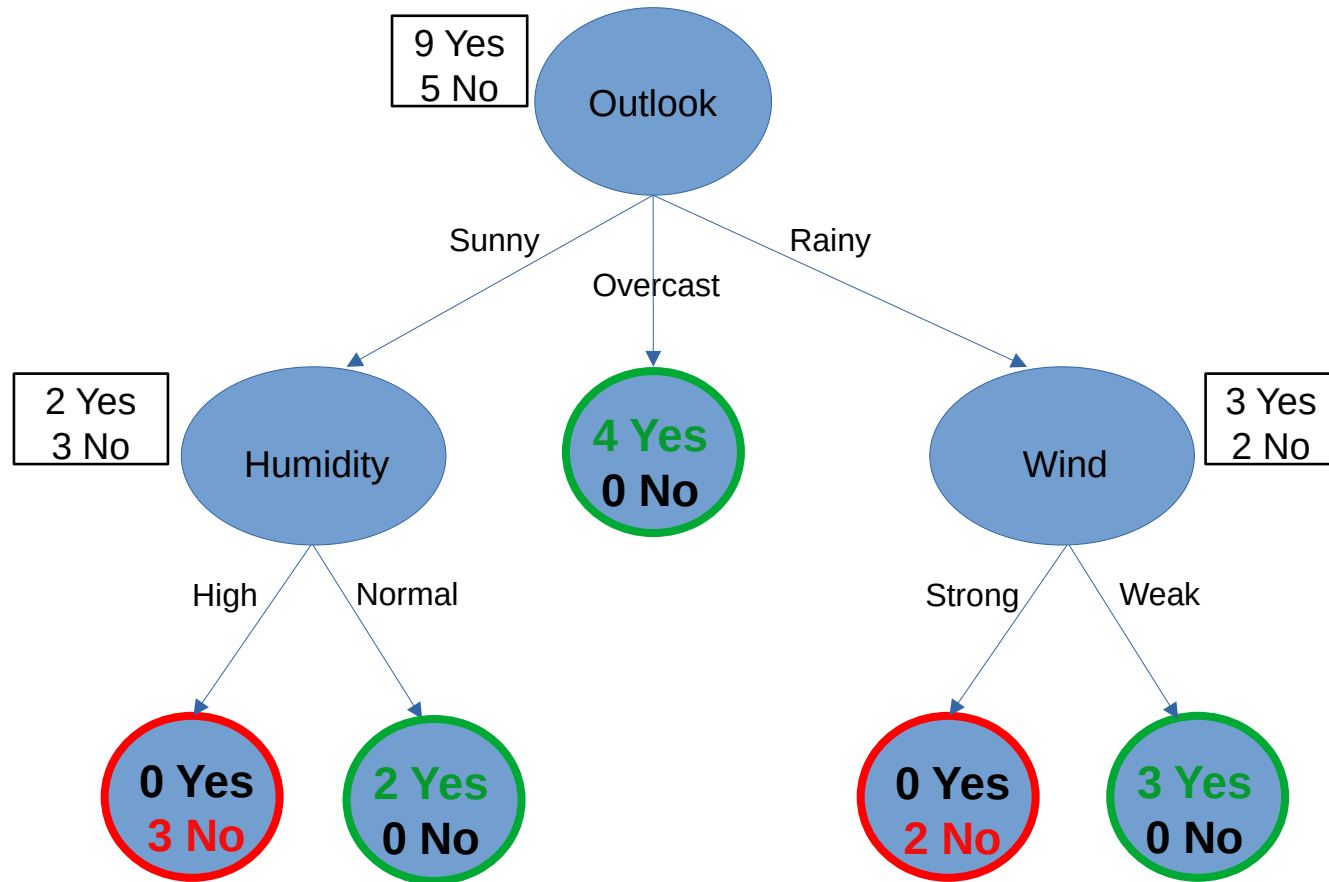 9 Yes
5 No
Outlook
Sunny
Rainy
Overcast
2 Yes
3 No
Humidity
4 Yes
0 No
Wind
3 Yes
2 No
High
Normal
Strong
Weak
0 Yes
3 No
2 Yes
0 No
0 Yes
2 No
3 Yes
0 No